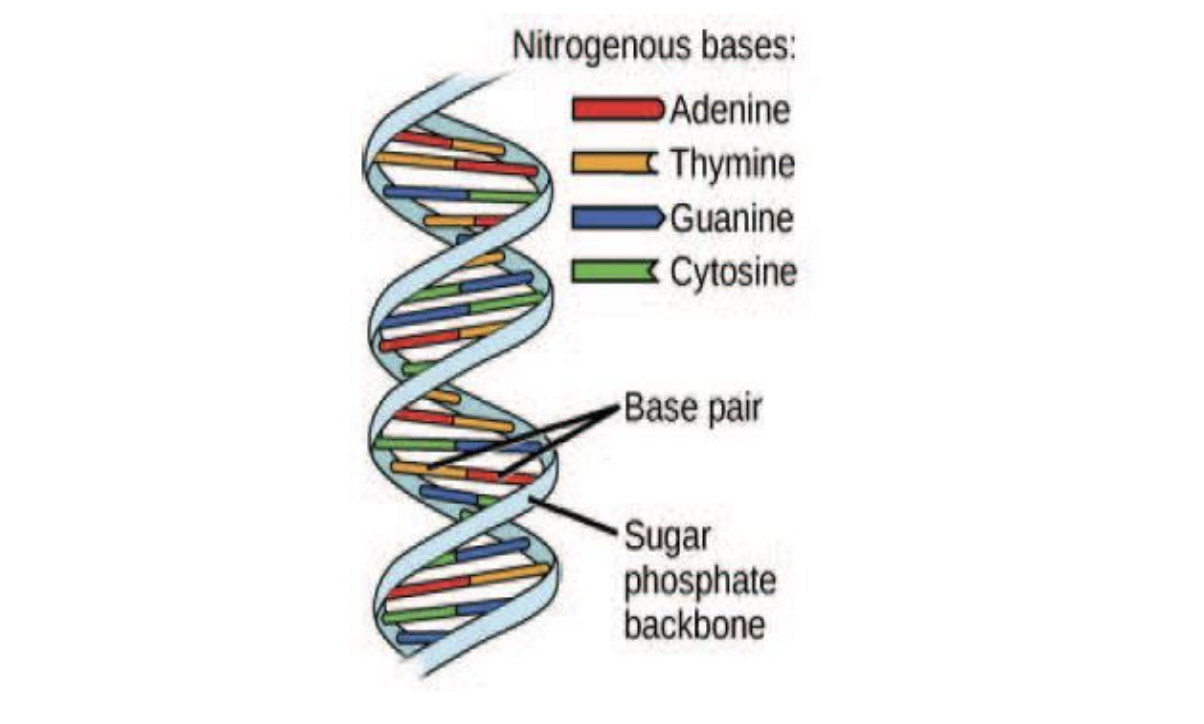 Nitrogenous bases:
Adenine
Thymine
Guanine
Cytosine
Base pair
Sugar
phosphate
backbone